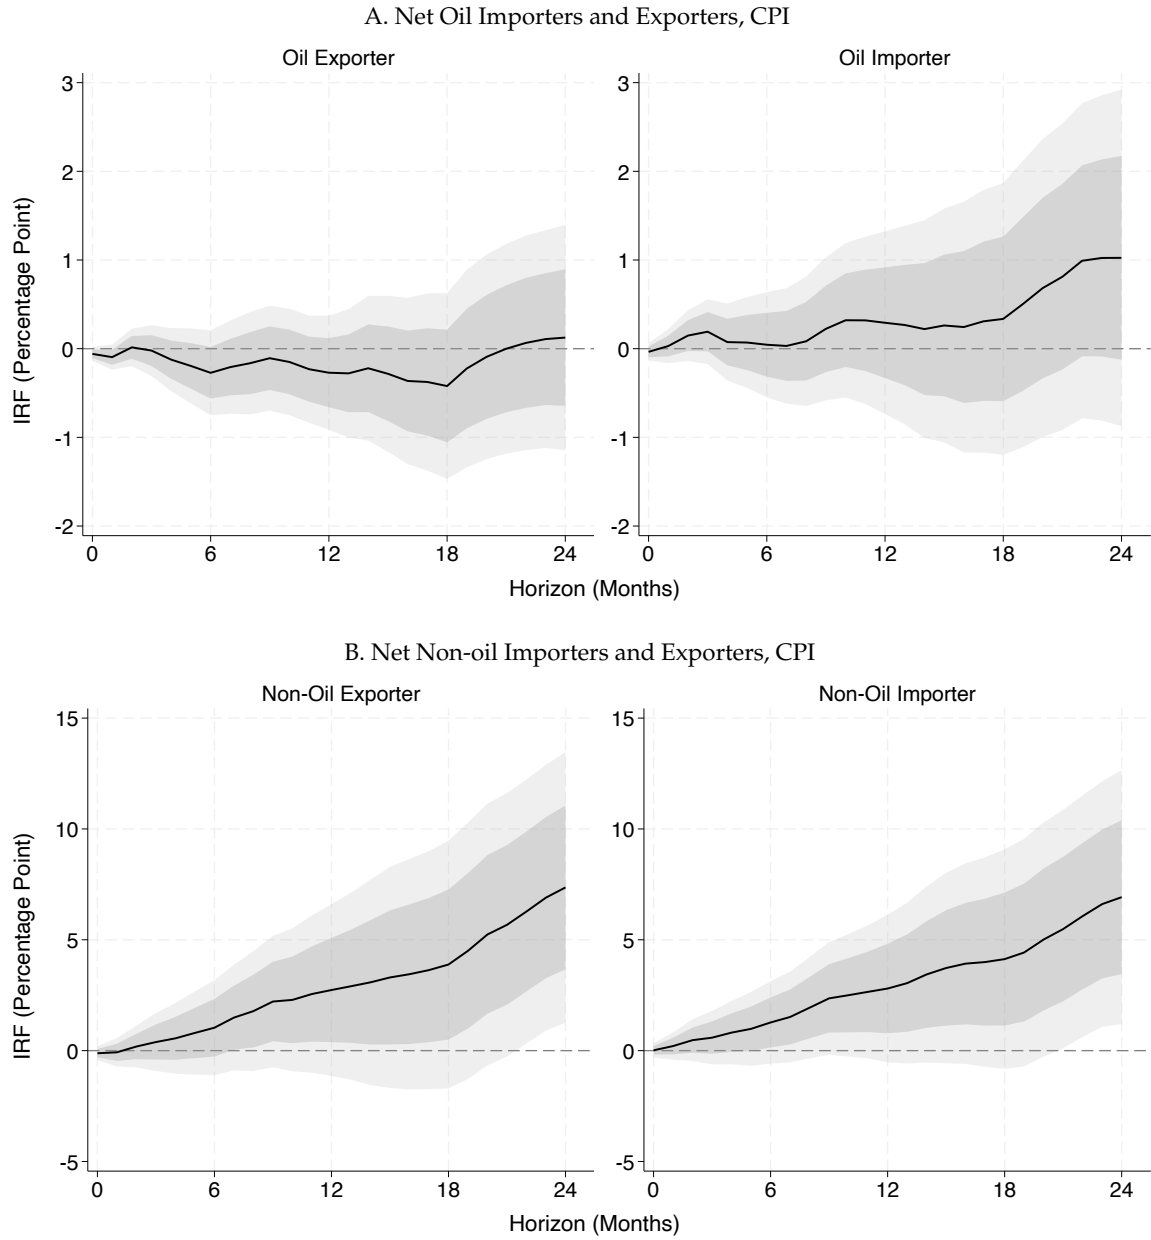 A. Net Oil Importers and Exporters, CPI
Oil Exporter
Oil Importer
IRF (Percentage Point)
3
2
1
0
-1
-2
0 6 12 18 24
3
2
1
0
-1
-2
0 6 12 18 24
Horizon (Months)
B. Net Non-oil Importers and Exporters, CPI
Non-Oil Exporter
Non-Oil Importer
IRF (Percentage Point)
15
10
5
0
-5
0 6 12 18 24
15
10
5
0
-5
0 6 12 18 24
Horizon (Months)